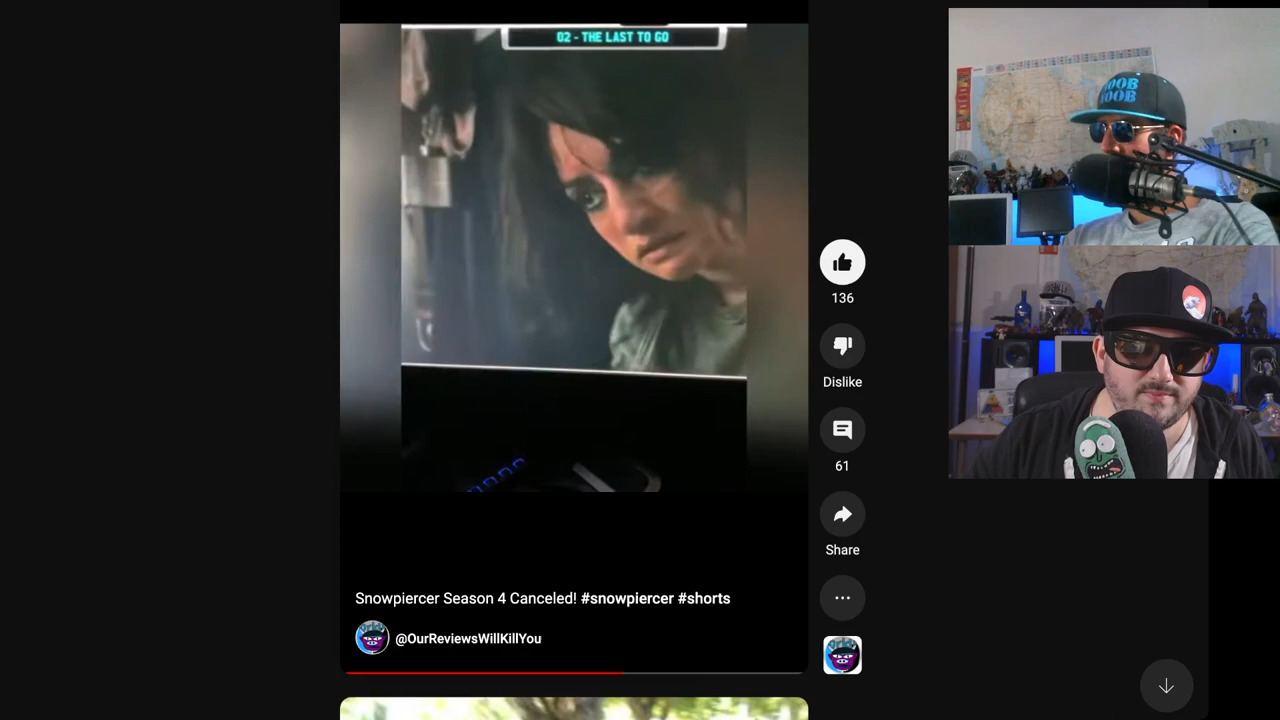 02 - THE LAST TO GO
NOOB
NOOB
136
Dislike
61
Share
Snowpiercer Season 4 Canceled! #snowpiercer #shorts
@OurReviewsWillKillYou